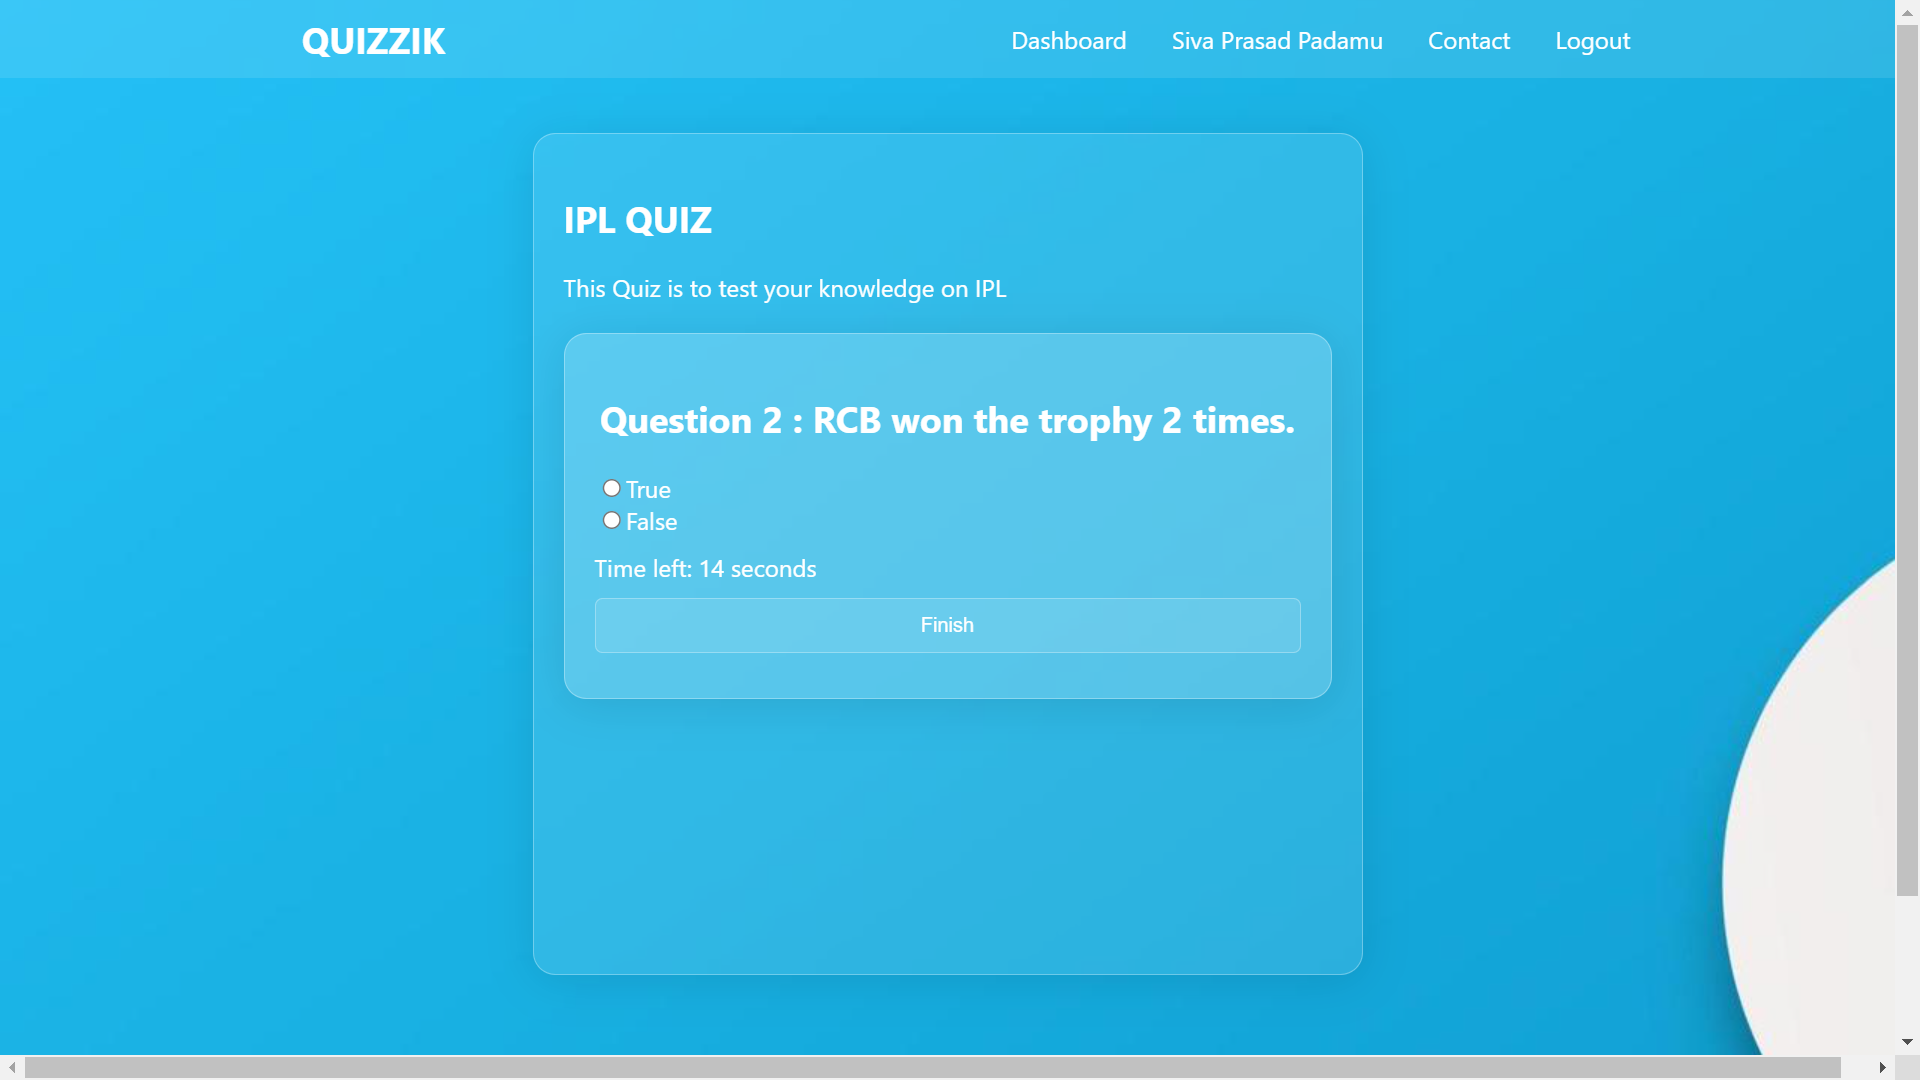 QUIZZIK
Dashboard Siva Prasad Padamu Contact Logout
IPL QUIZ
This Quiz is to test your knowledge on IPL
Question 2 : RCB won the trophy 2 times.
True
False
Time left: 14 seconds
Finish